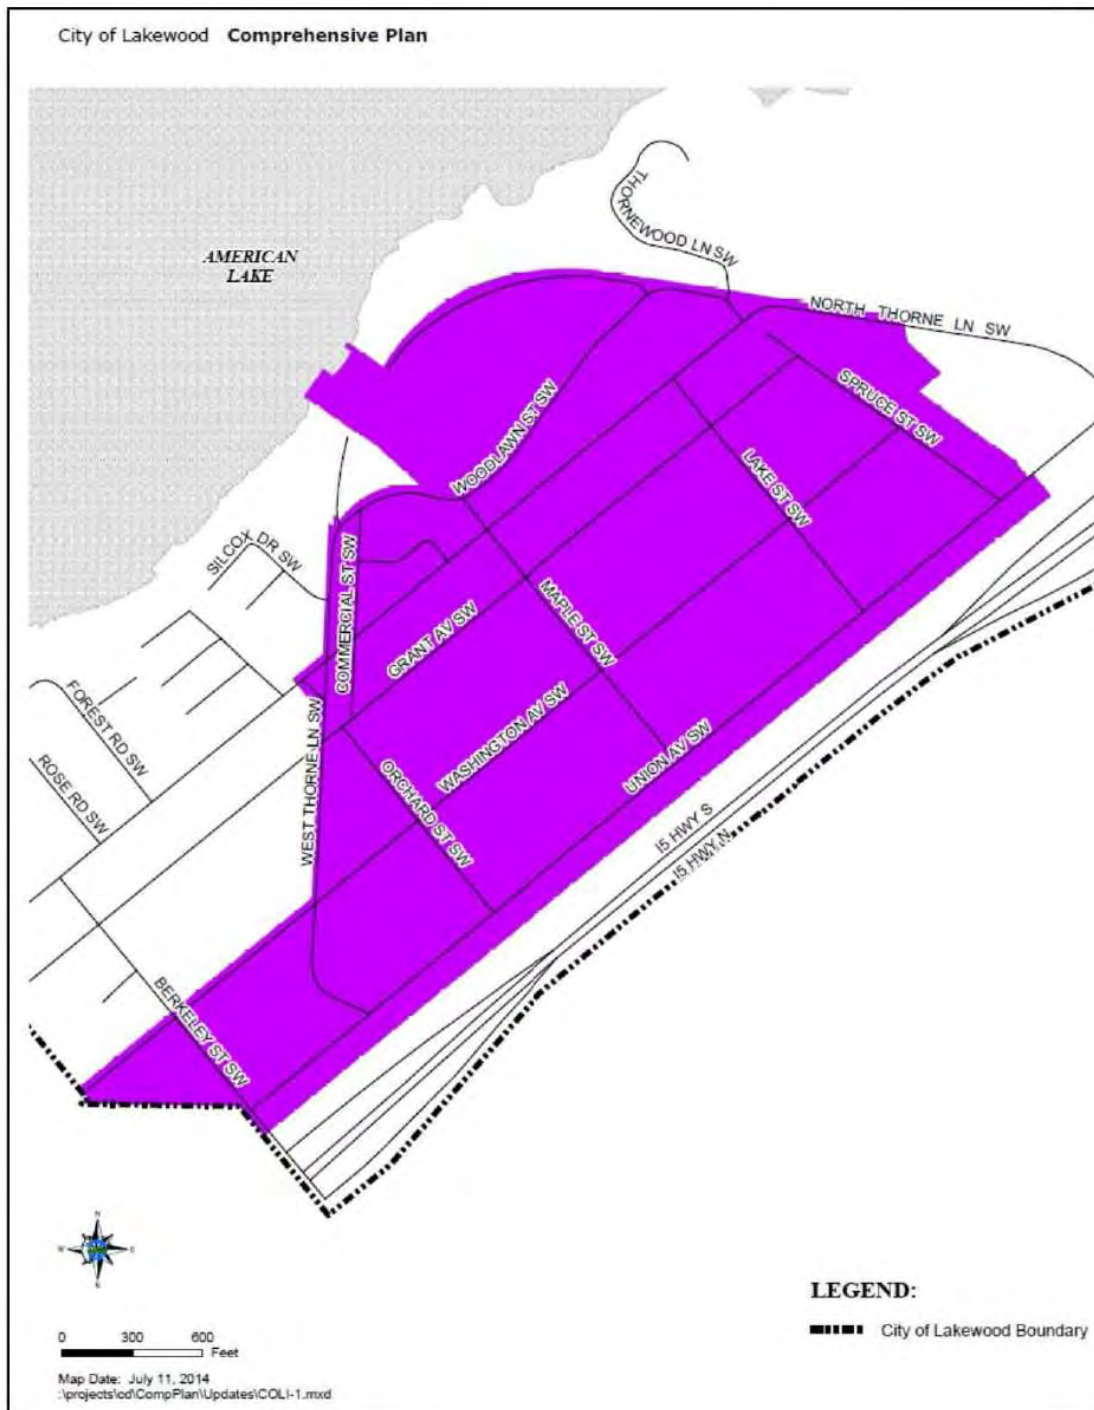 City of Lakewood Comprehensive Plan
AMERICAN
LAKE
THORNEWOOD LN SW
NORTH THORNE LN SW
SPRUCE ST SW
WOODLAWN ST SW
LAKE ST SW
SILCOX DR SW
COMMERCIAL ST SW
GRANT AV SW
MAPLE ST SW
FOREST RD SW
ROSE RD SW
WEST THORNE LN SW
WASHINGTON AV SW
ORCHARD ST SW
UNION AV SW
I5 HWY S
I5 HWY N
BERKELEY ST SW
N
W
E
S
LEGEND:
City of Lakewood Boundary
0 300 600
Feet
Map Date: July 11, 2014
:\projects\cd\CompPlan\Updates\COLI-1.mxd